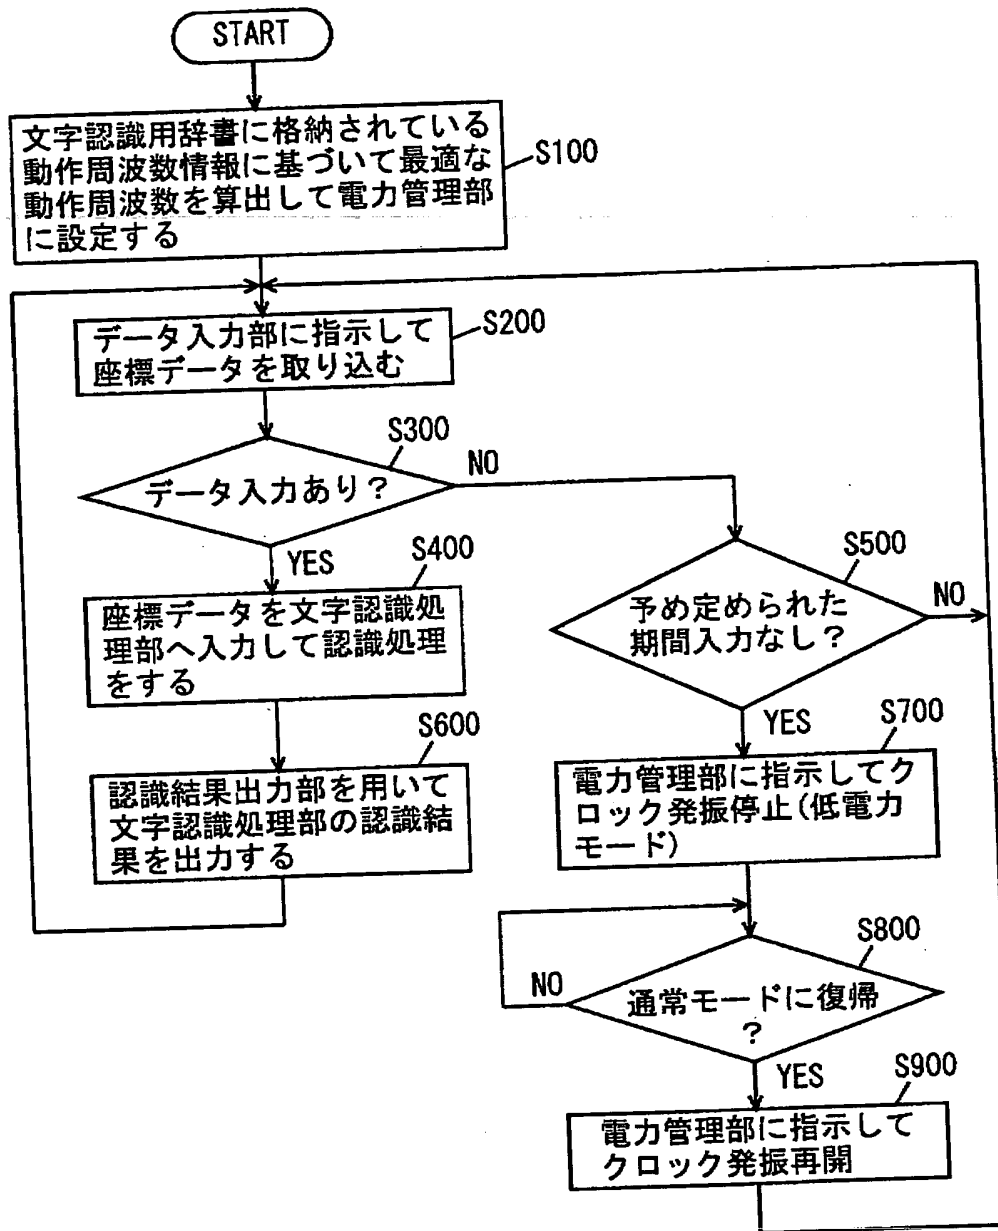 START
文字認識用辞書に格納されている
動作周波数情報に基づいて最適な
動作周波数を算出して電力管理部
に設定する
S100
データ入力部に指示して
座標データを取り込む
S200
S300
データ入力あり?
NO
YES
S400
座標データを文字認識処
理部へ入力して認識処理
をする
S600
認識結果出力部を用いて
文字認識処理部の認識結
果を出力する
S500
予め定められた
期間入力なし?
NO
YES
S700
電力管理部に指示してク
ロック発振停止(低電力
モード)
S800
通常モードに復帰
?
NO
YES
S900
電力管理部に指示して
クロック発振再開